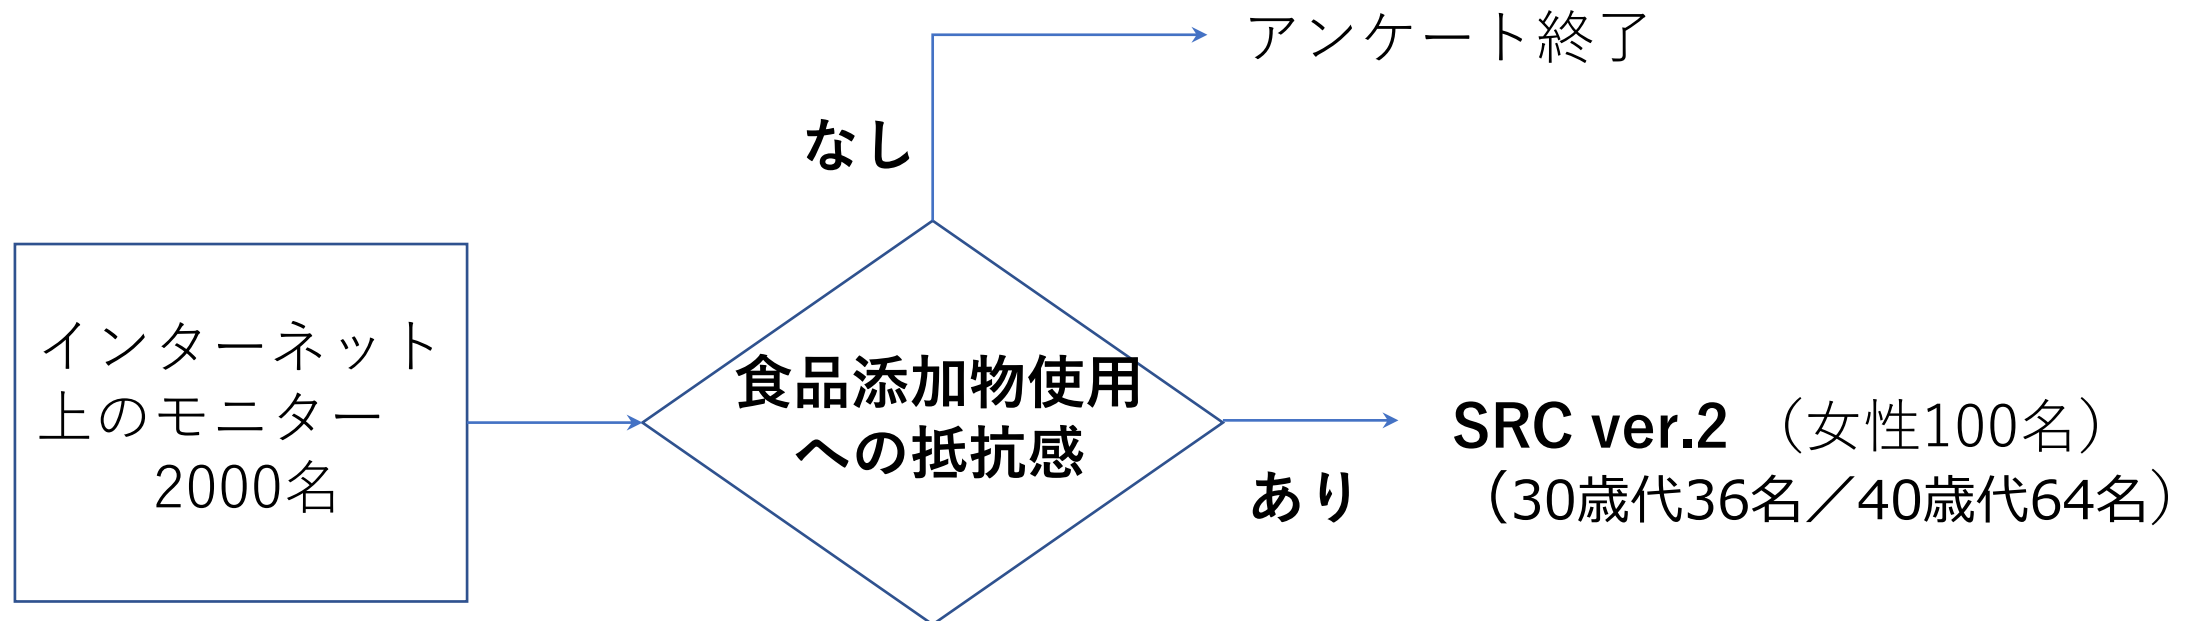 アンケート終了
なし
インターネット
上のモニター
2000名
食品添加物使用
への抵抗感
あり
SRC ver.2 （女性100名）
（30歳代36名／40歳代64名）